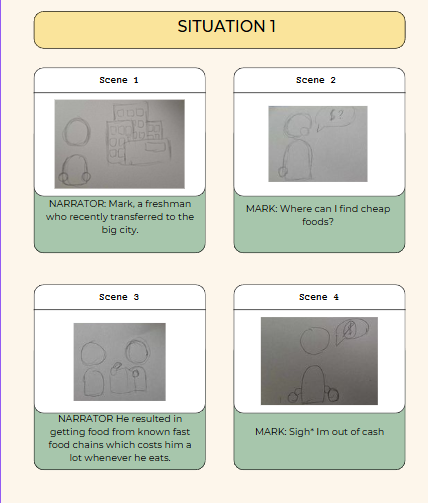 SITUATION 1
Scene 1
NARRATOR: Mark, a freshman
who recently transferred to the
big city.
Scene 2
$?
MARK: Where can I find cheap
foods?
Scene 3
NARRATOR He resulted in
getting food from known fast
food chains which costs him a
lot whenever he eats.
Scene 4
MARK: Sigh* Im out of cash